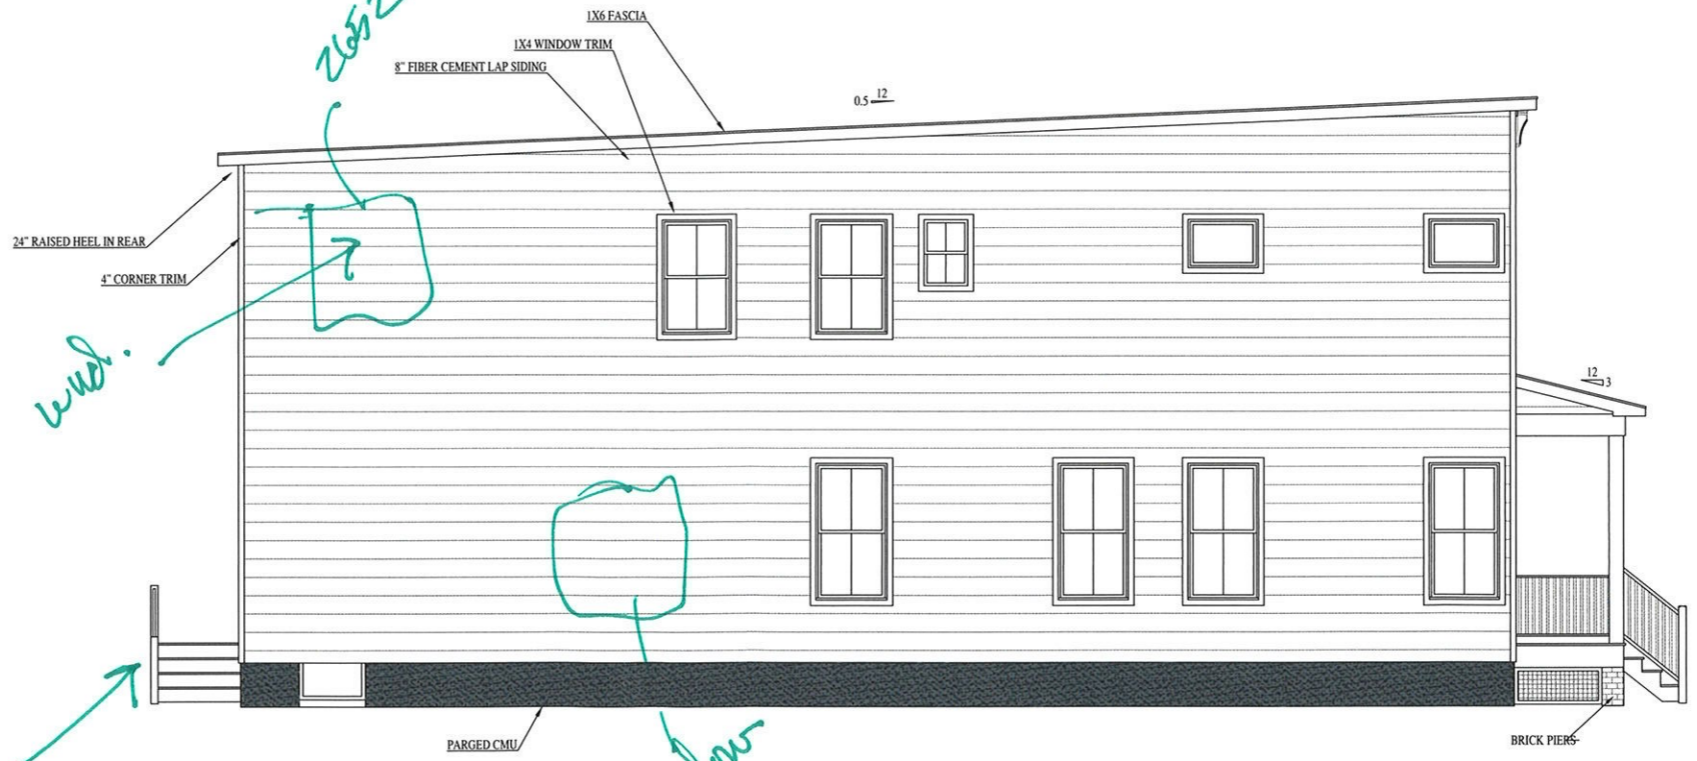 1X6 FASCIA
1X4 WINDOW TRIM
8" FIBER CEMENT LAP SIDING
12
0.5
24" RAISED HEEL IN REAR
4" CORNER TRIM
?
12
3
PARGED CMU
BRICK PIERS